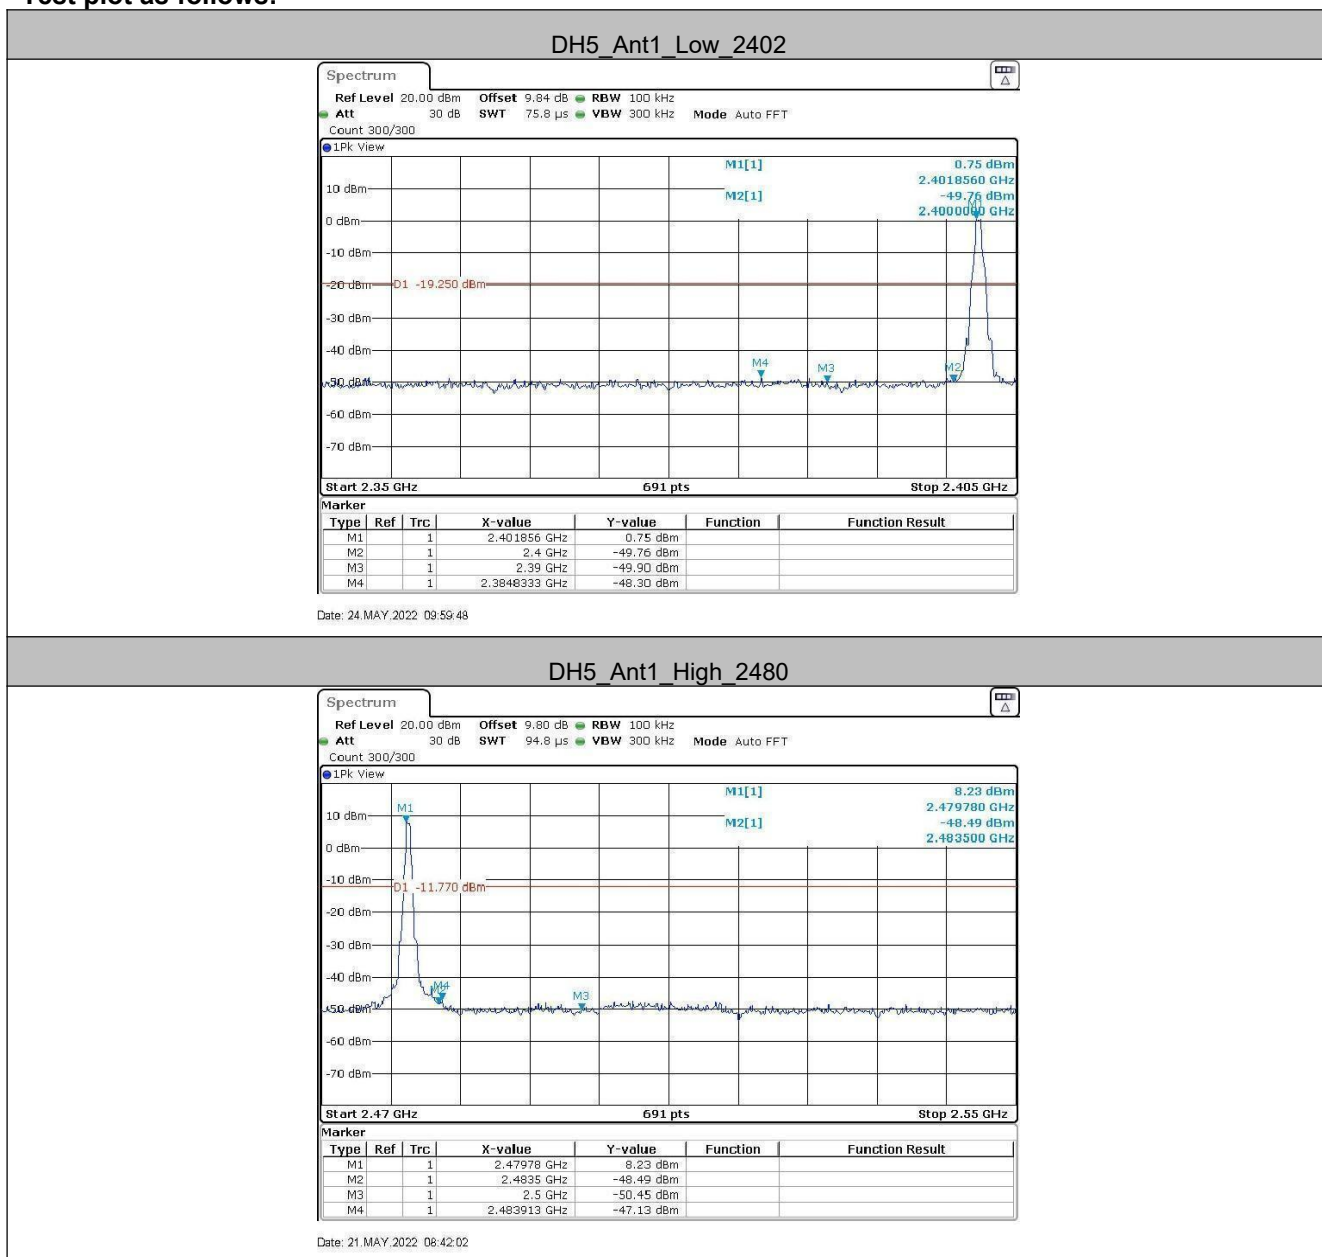 Test plot as follows:
DH5_Ant1_Low_2402
Spectrum
Ref Level 20.00 dBm Offset 9.84 dB RBW 100 kHz
Att 30 dB SWT 75.8 µs VBW 300 kHz Mode Auto FFT
Count 300/300
1Pk View
M1[1] 0.75 dBm
2.4018560 GHz
10 dBm
M2[1] -49.76 dBm
M1
2.4000000 GHz
0 dBm
-10 dBm
-20 dBm
D1 -19.250 dBm
-30 dBm
-40 dBm
M4
M3
M2
-50 dBm
-60 dBm
-70 dBm
Start 2.35 GHz 691 pts Stop 2.405 GHz
Marker
Type Ref Trc X-value Y-value Function Function Result
M1 1 2.401856 GHz 0.75 dBm
M2 1 2.4 GHz -49.76 dBm
M3 1 2.39 GHz -49.90 dBm
M4 1 2.3848333 GHz -48.30 dBm
Date: 24.MAY.2022 09:59:48
DH5_Ant1_High_2480
Spectrum
Ref Level 20.00 dBm Offset 9.80 dB RBW 100 kHz
Att 30 dB SWT 94.8 µs VBW 300 kHz Mode Auto FFT
Count 300/300
1Pk View
M1[1] 8.23 dBm
2.479780 GHz
M1
10 dBm
M2[1] -48.49 dBm
2.483500 GHz
0 dBm
-10 dBm
D1 -11.770 dBm
-20 dBm
-30 dBm
-40 dBm
M4
M2
M3
-50 dBm
-60 dBm
-70 dBm
Start 2.47 GHz 691 pts Stop 2.55 GHz
Marker
Type Ref Trc X-value Y-value Function Function Result
M1 1 2.47978 GHz 8.23 dBm
M2 1 2.4835 GHz -48.49 dBm
M3 1 2.5 GHz -50.45 dBm
M4 1 2.483913 GHz -47.13 dBm
Date: 21.MAY.2022 08:42:02